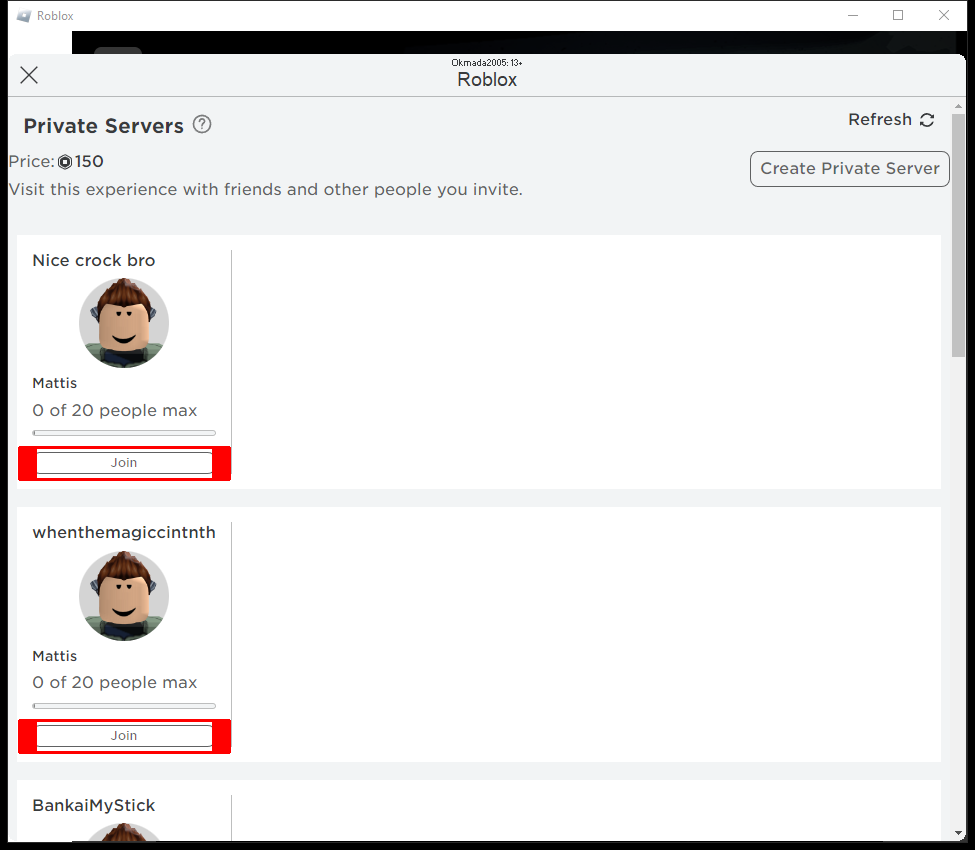 Roblox
Okmada2005: 13+
Roblox
Private Servers ?
Refresh
Price: 150
Create Private Server
Visit this experience with friends and other people you invite.
Nice crock bro
Mattis
0 of 20 people max
Join
whenthemagiccintnth
Mattis
0 of 20 people max
Join
BankaiMyStick